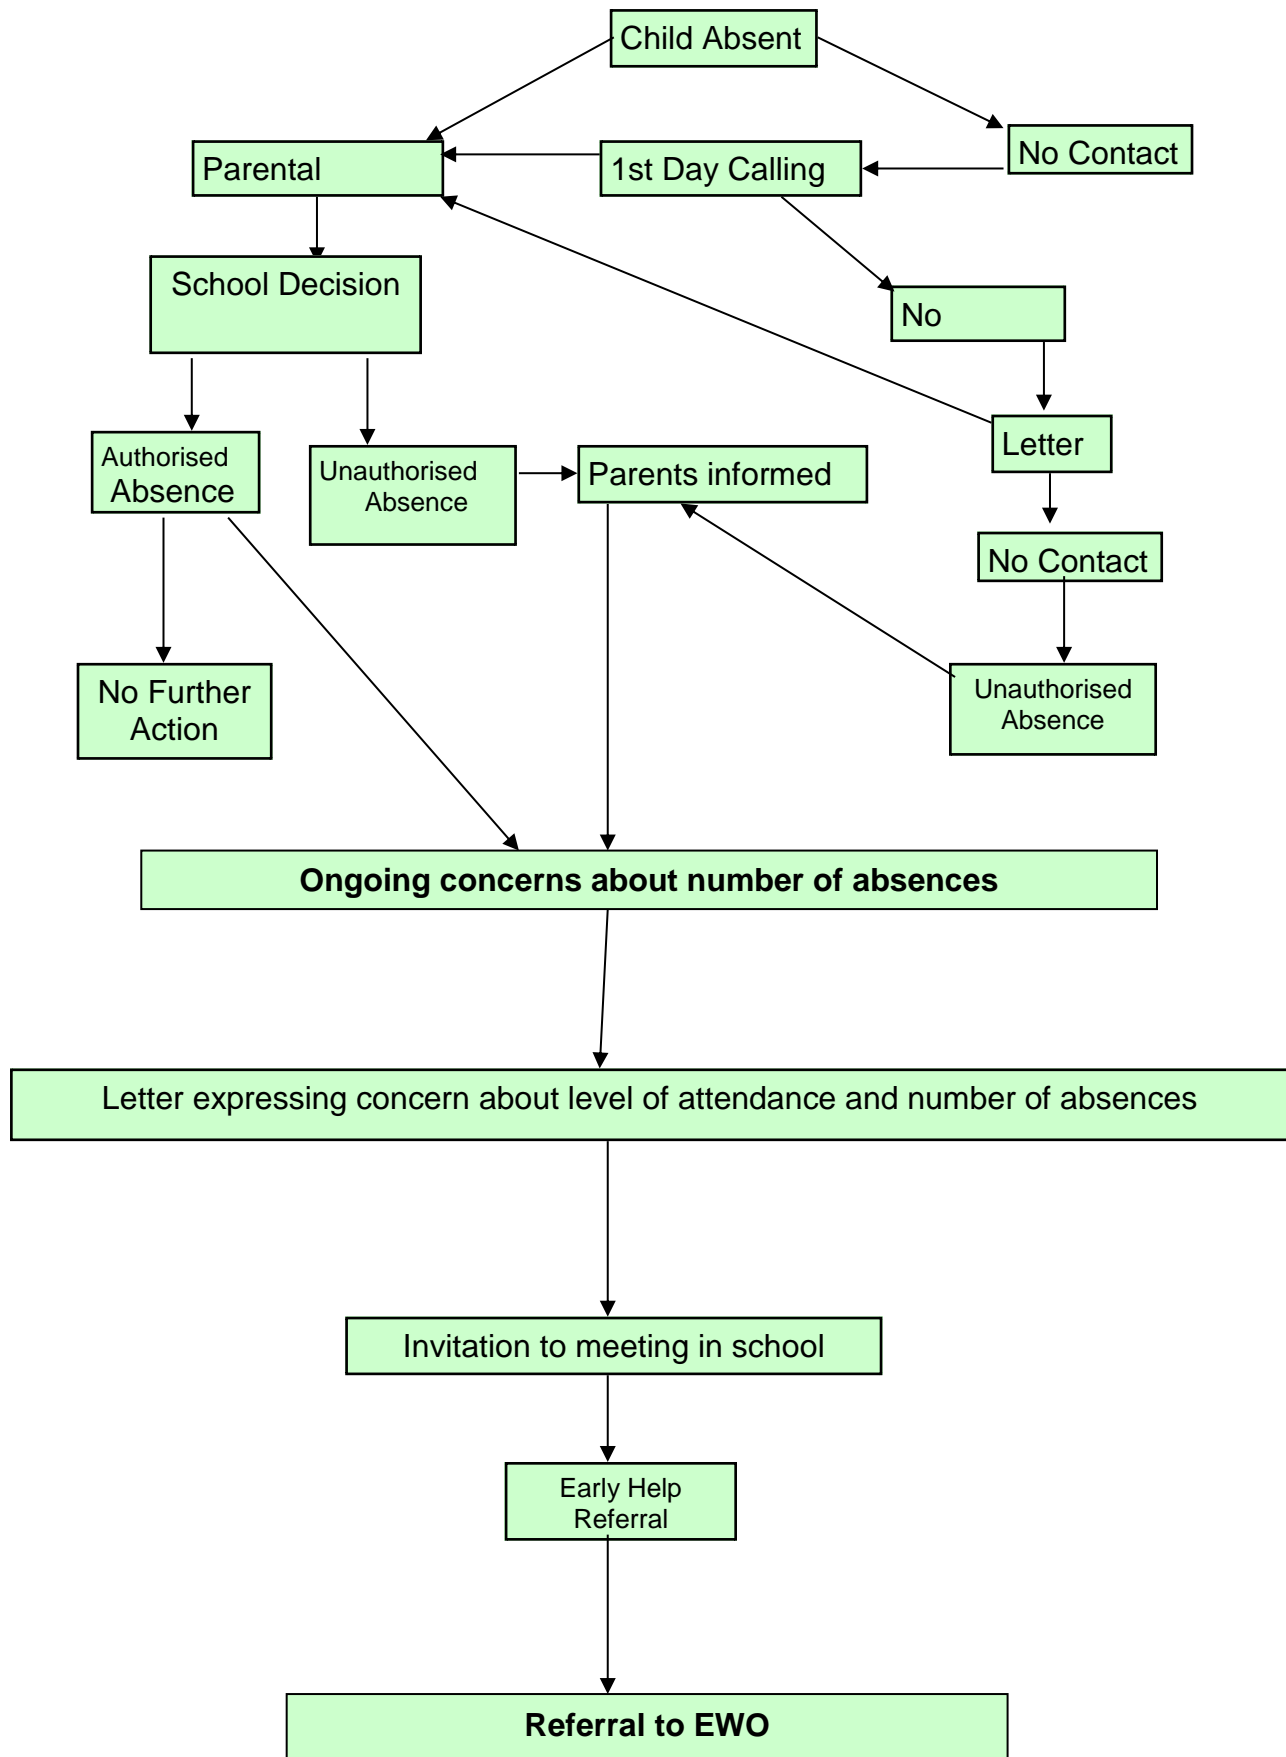 Child Absent
No Contact
Parental
1st Day Calling
School Decision
No
Letter
Authorised
Absence
Unauthorised
Absence
Parents informed
No Contact
No Further
Action
Unauthorised
Absence
Ongoing concerns about number of absences
Letter expressing concern about level of attendance and number of absences
Invitation to meeting in school
Early Help
Referral
Referral to EWO